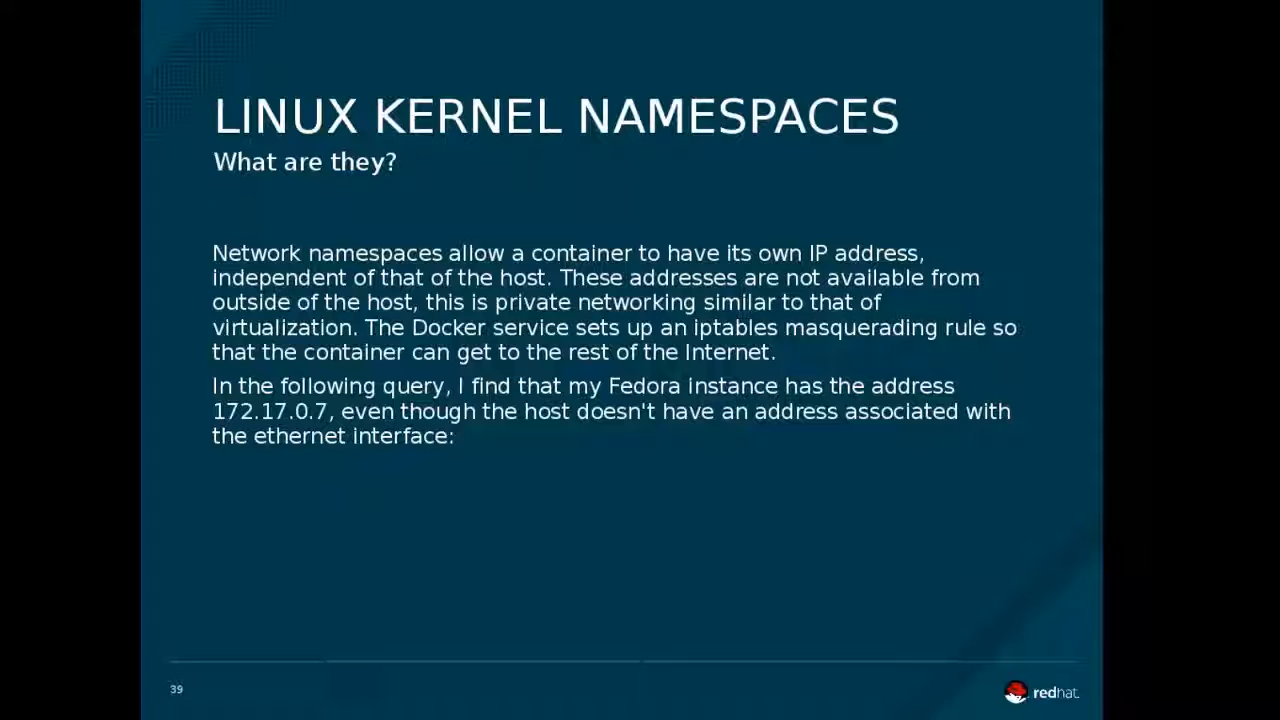 LINUX KERNEL NAMESPACES
What are they?
Network namespaces allow a container to have its own IP address,
independent of that of the host. These addresses are not available from
outside of the host, this is private networking similar to that of
virtualization. The Docker service sets up an iptables masquerading rule so
that the container can get to the rest of the Internet.
In the following query, I find that my Fedora instance has the address
172.17.0.7, even though the host doesn't have an address associated with
the ethernet interface:
39
redhat.